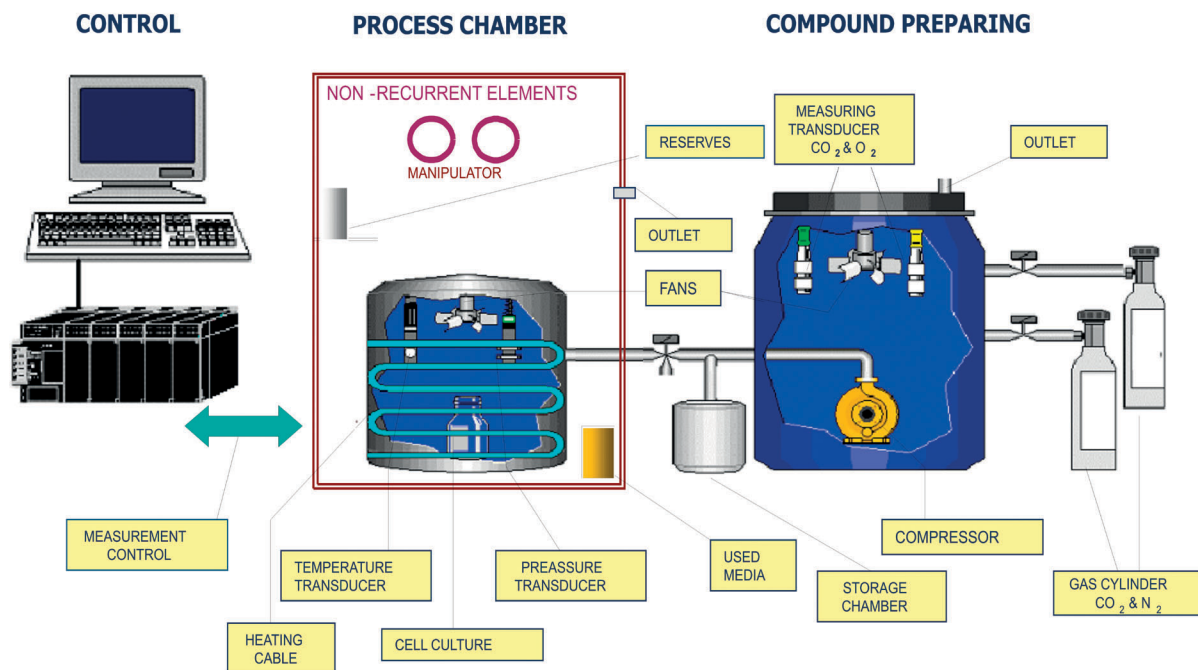 CONTROL
PROCESS CHAMBER
COMPOUND PREPARING
NON -RECURRENT ELEMENTS
MANIPULATOR
RESERVES
MEASURING
TRANSDUCER
CO 2 & O 2
OUTLET
OUTLET
FANS
MEASUREMENT
CONTROL
TEMPERATURE
TRANSDUCER
PREASSURE
TRANSDUCER
USED
MEDIA
COMPRESSOR
STORAGE
CHAMBER
GAS CYLINDER
CO 2 & N 2
HEATING
CABLE
CELL CULTURE